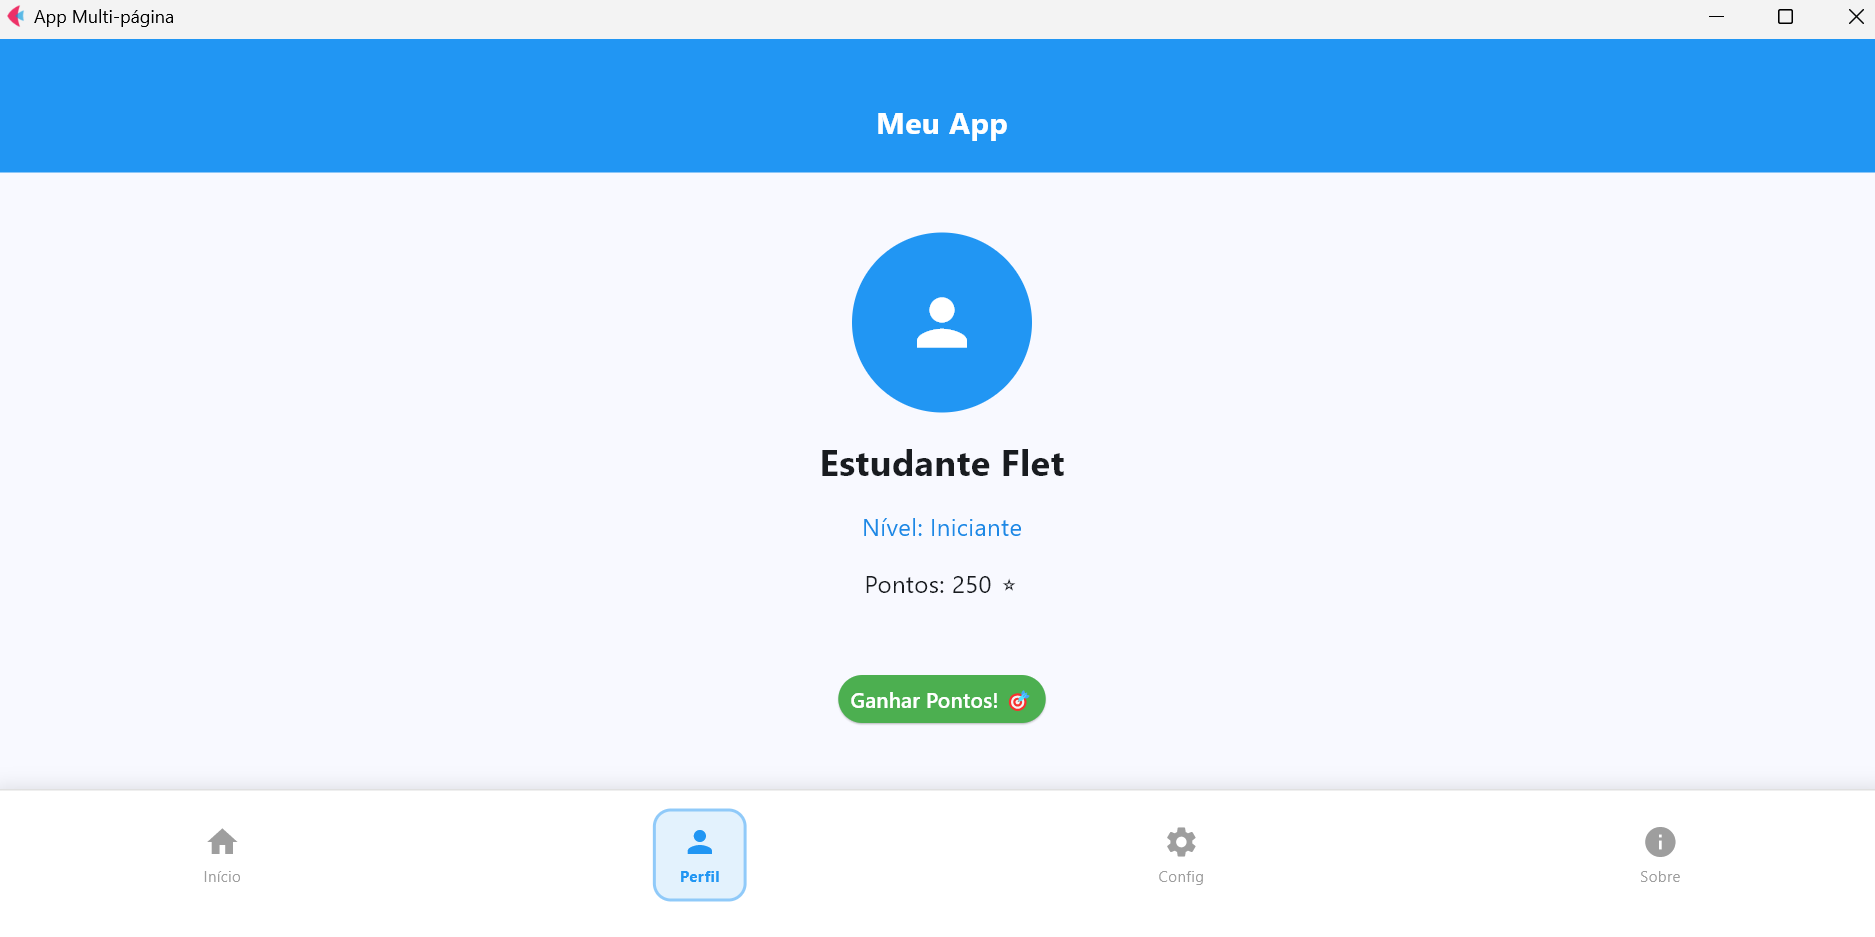 App Multi-página
Meu App
Estudante Flet
Nível: Iniciante
Pontos: 250 ⭐
Ganhar Pontos! 🎯
Início
Perfil
Config
Sobre